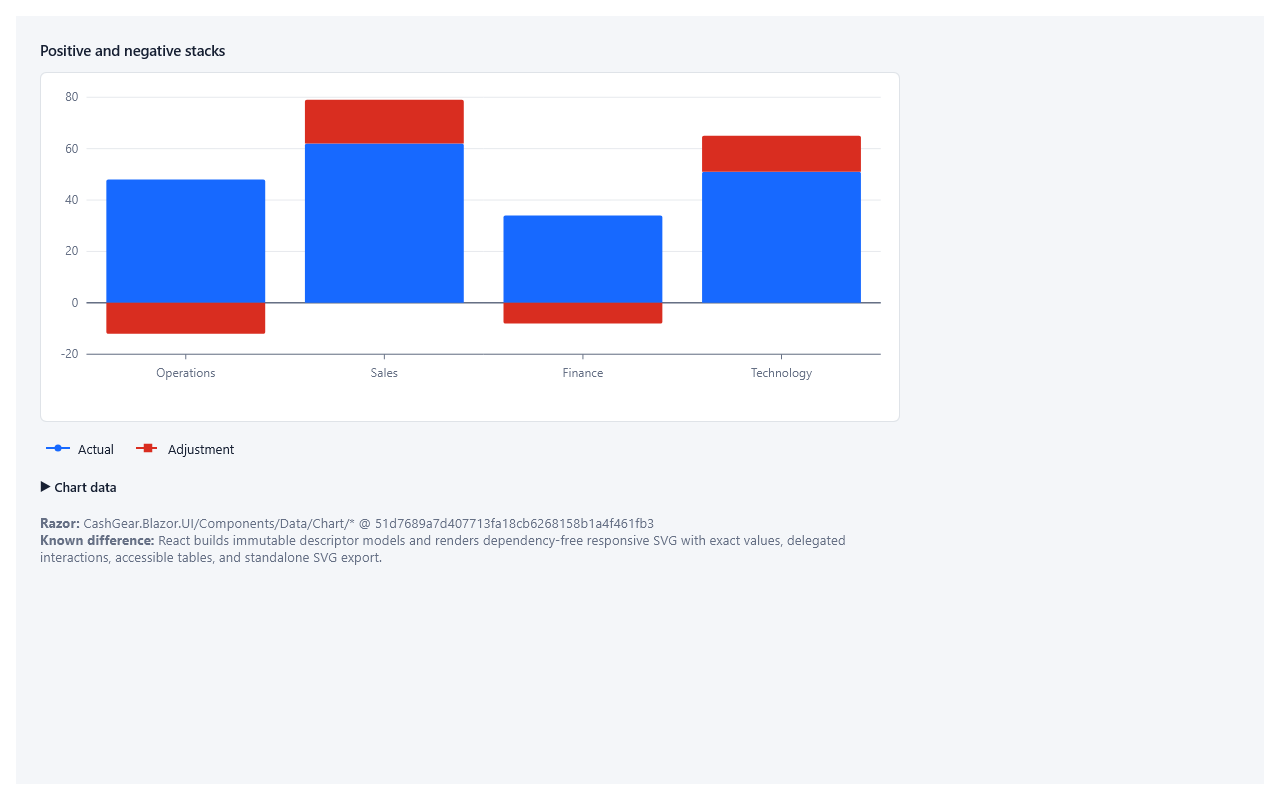 Positive and negative stacks
80
60
40
20
0
-20
Operations
Sales
Finance
Technology
Actual
Adjustment
Chart data
Razor: CashGear.Blazor.UI/Components/Data/Chart/* @ 51d7689a7d407713fa18cb6268158b1a4f461fb3
Known difference: React builds immutable descriptor models and renders dependency-free responsive SVG with exact values, delegated
interactions, accessible tables, and standalone SVG export.